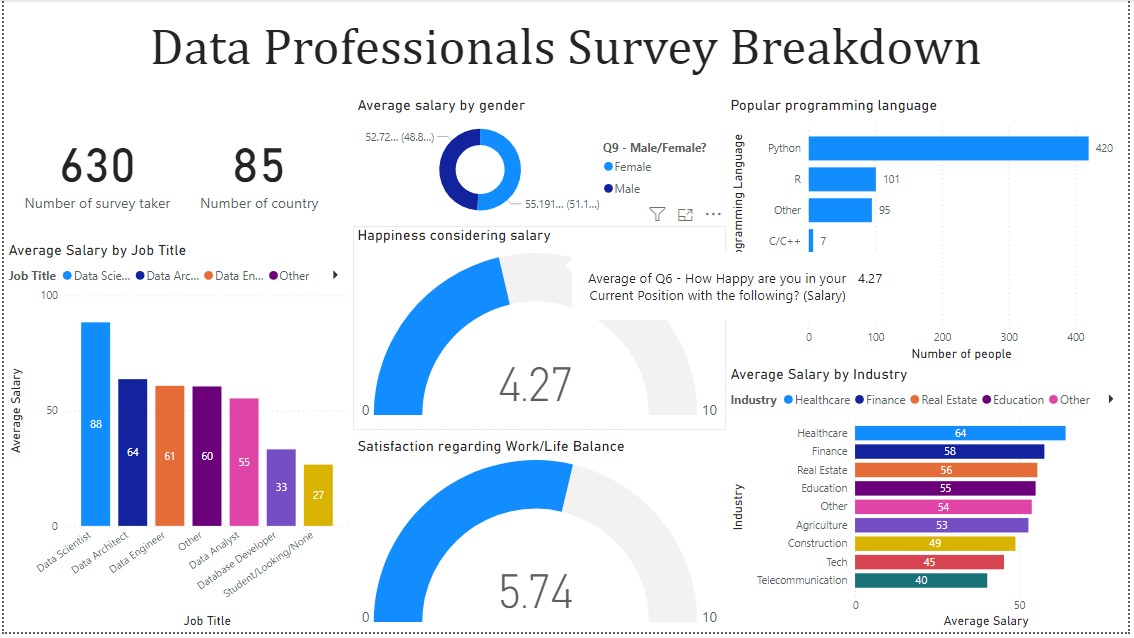 Data Professionals Survey Breakdown
630
Number of survey taker
85
Number of country
Average salary by gender
52.72... (48.8...)
55.191... (51.1...)
Q9 - Male/Female?
Female
Male
Popular programming language
ogramming Language
Python
420
R
101
Other
95
C/C++
7
0
100
200
300
400
Number of people
Average Salary by Job Title
Job Title
Data Scie...
Data Arc...
Data En...
Other
Average Salary
100
50
0
88
64
61
60
55
33
27
Data Scientist
Data Architect
Data Engineer
Other
Data Analyst
Database Developer
Student/Looking/None
Job Title
Happiness considering salary
4.27
0
10
Average of Q6 - How Happy are you in your 4.27
Current Position with the following? (Salary)
Satisfaction regarding Work/Life Balance
5.74
0
10
Average Salary by Industry
Industry
Healthcare
Finance
Real Estate
Education
Other
Industry
Healthcare
64
Finance
58
Real Estate
56
Education
55
Other
54
Agriculture
53
Construction
49
Tech
45
Telecommunication
40
0
50
Average Salary